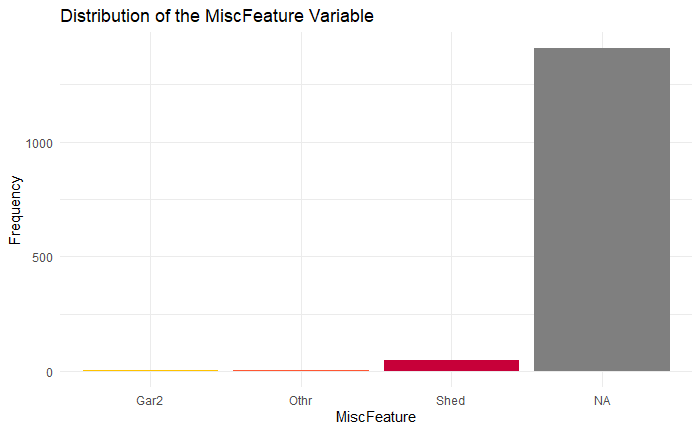 Distribution of the MiscFeature Variable
1000
500
0
Frequency
Gar2 Othr Shed NA
MiscFeature